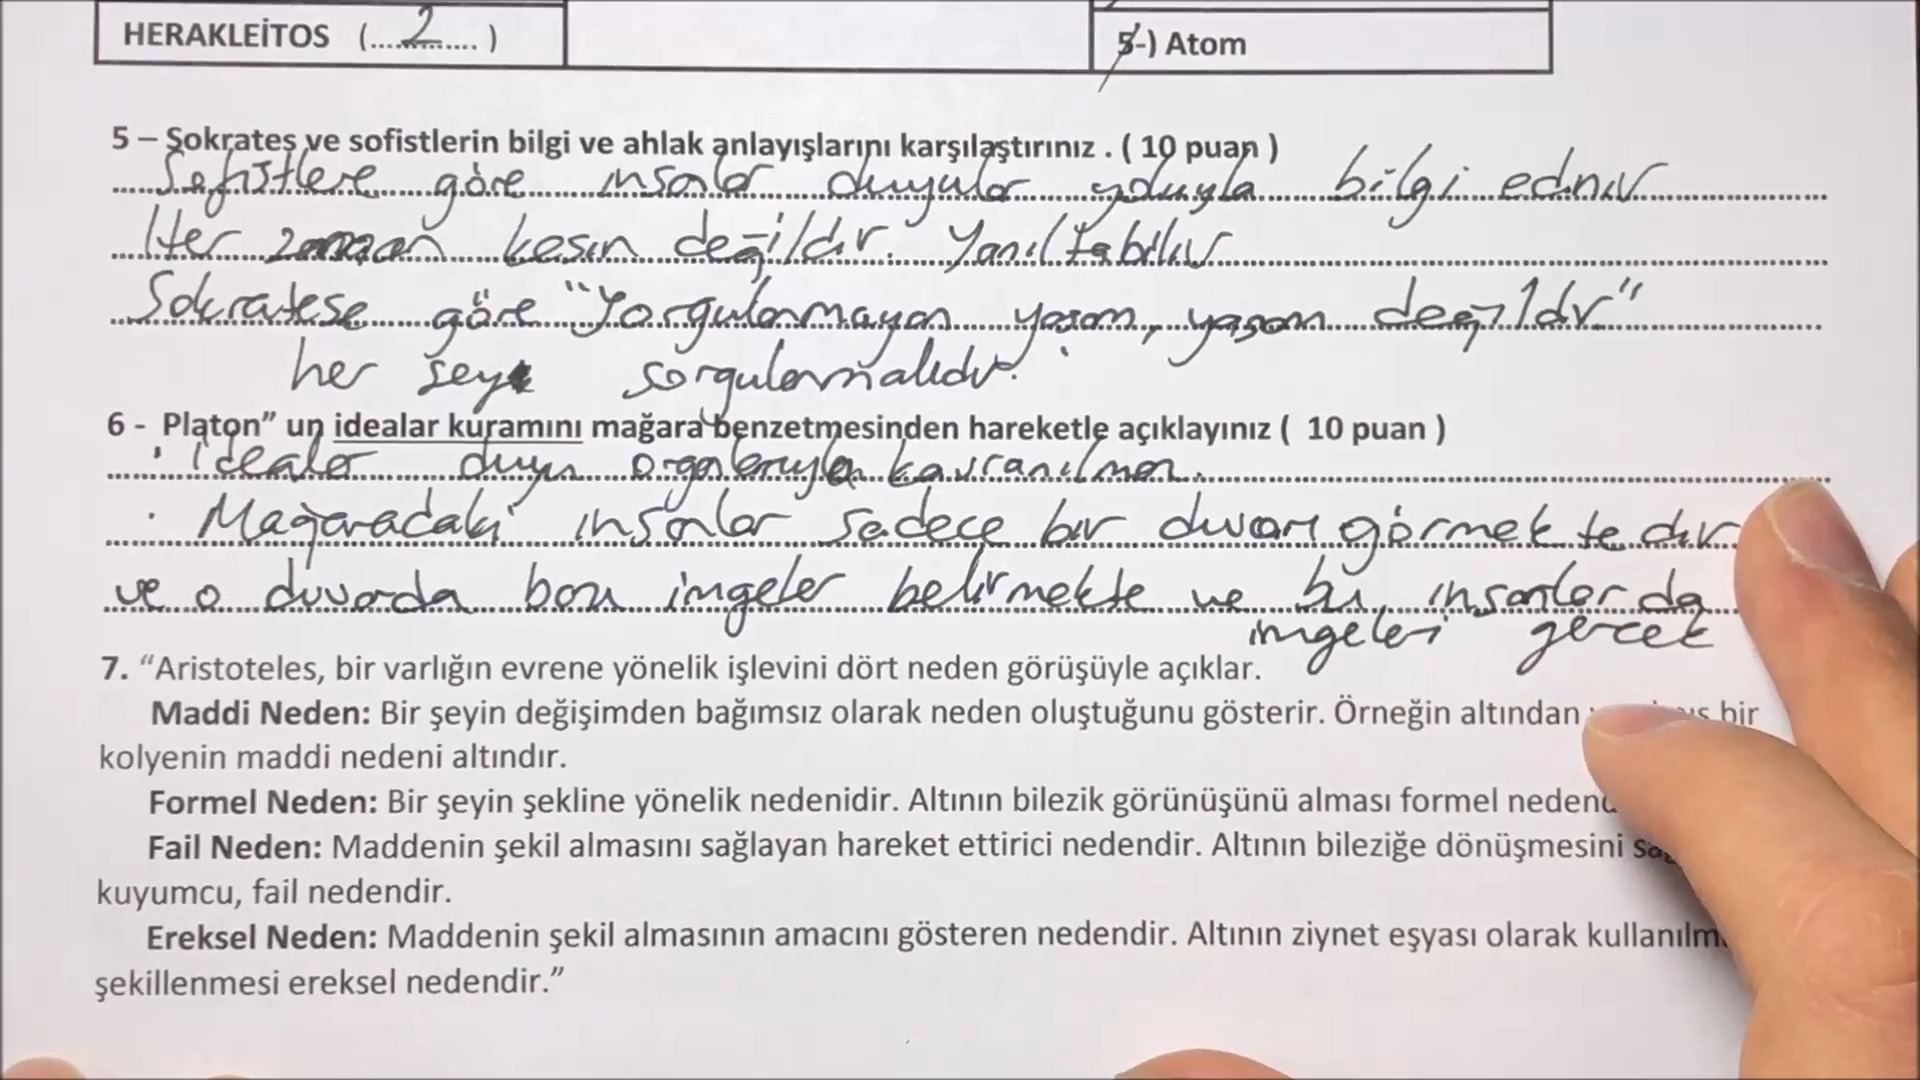 HERAKLEİTOS (....2....)
5-) Atom
5 – Sokrates ve sofistlerin bilgi ve ahlak anlayışlarını karşılaştırınız . ( 10 puan )
Sofistlere göre insanlar duyular yoluyla bilgi edinir
Her zaman kesin değildir. Yanıltabilir
Sokratese göre "Sorgulanmayan yaşam, yaşam değildir"
her şey sorgulanmalıdır.
6 - Platon" un idealar kuramını mağara benzetmesinden hareketle açıklayınız ( 10 puan )
· İdealar duyu organlarıyla kavranılmaz.
· Mağaradaki insanlar sadece bir duvarı görmektedir
ve o duvarda bazı imgeler belirmekte ve bu insanlarda
imgeleri gerçek
7. "Aristoteles, bir varlığın evrene yönelik işlevini dört neden görüşüyle açıklar.
Maddi Neden: Bir şeyin değişimden bağımsız olarak neden oluştuğunu gösterir. Örneğin altından bir
kolyenin maddi nedeni altındır.
Formel Neden: Bir şeyin şekline yönelik nedenidir. Altının bilezik görünüşünü alması formel
Fail Neden: Maddenin şekil almasını sağlayan hareket ettirici nedendir. Altının bileziğe dönüşmesini
kuyumcu, fail nedendir.
Ereksel Neden: Maddenin şekil almasının amacını gösteren nedendir. Altının ziynet eşyası olarak
şekillenmesi ereksel nedendir."